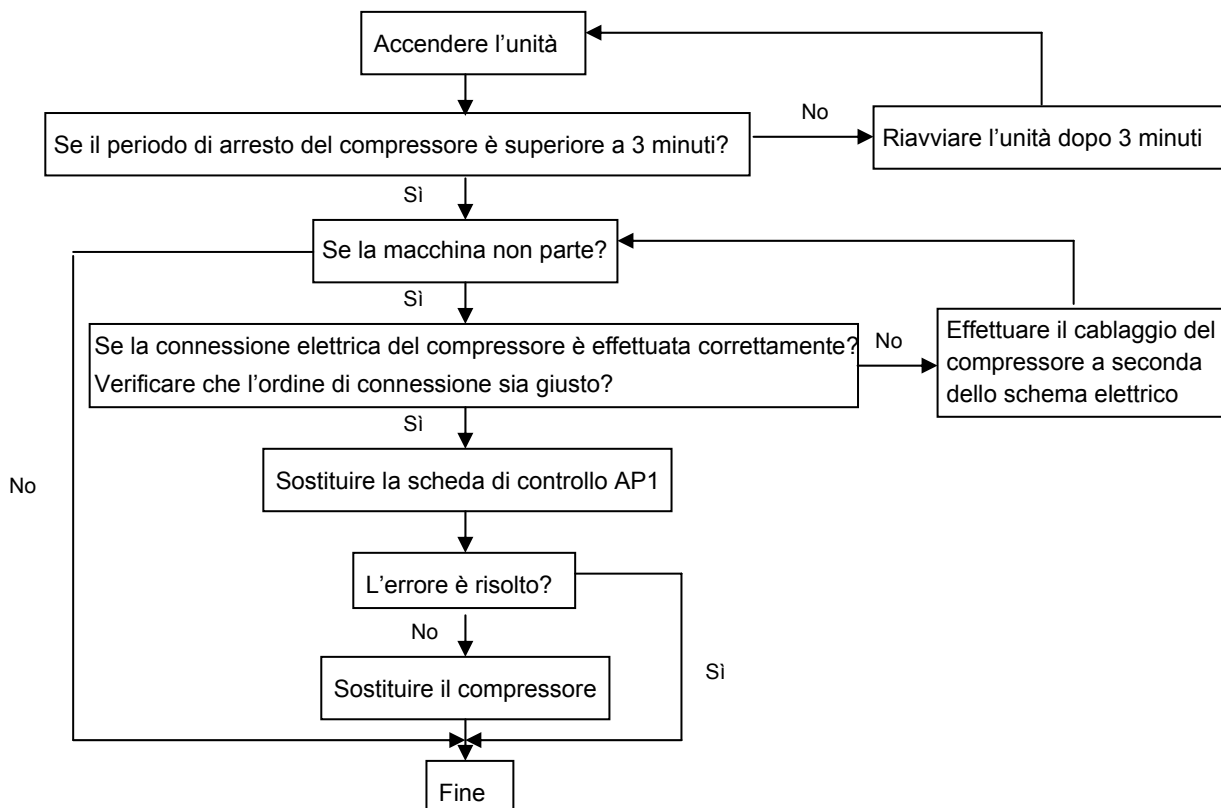 Accendere l’unità
No
Se il periodo di arresto del compressore è superiore a 3 minuti?
Riavviare l’unità dopo 3 minuti
Sì
Se la macchina non parte?
Sì
Se la connessione elettrica del compressore è effettuata correttamente?
Verificare che l’ordine di connessione sia giusto?
No
Effettuare il cablaggio del
compressore a seconda
dello schema elettrico
Sì
Sostituire la scheda di controllo AP1
No
L’errore è risolto?
No
Sì
Sostituire il compressore
Fine